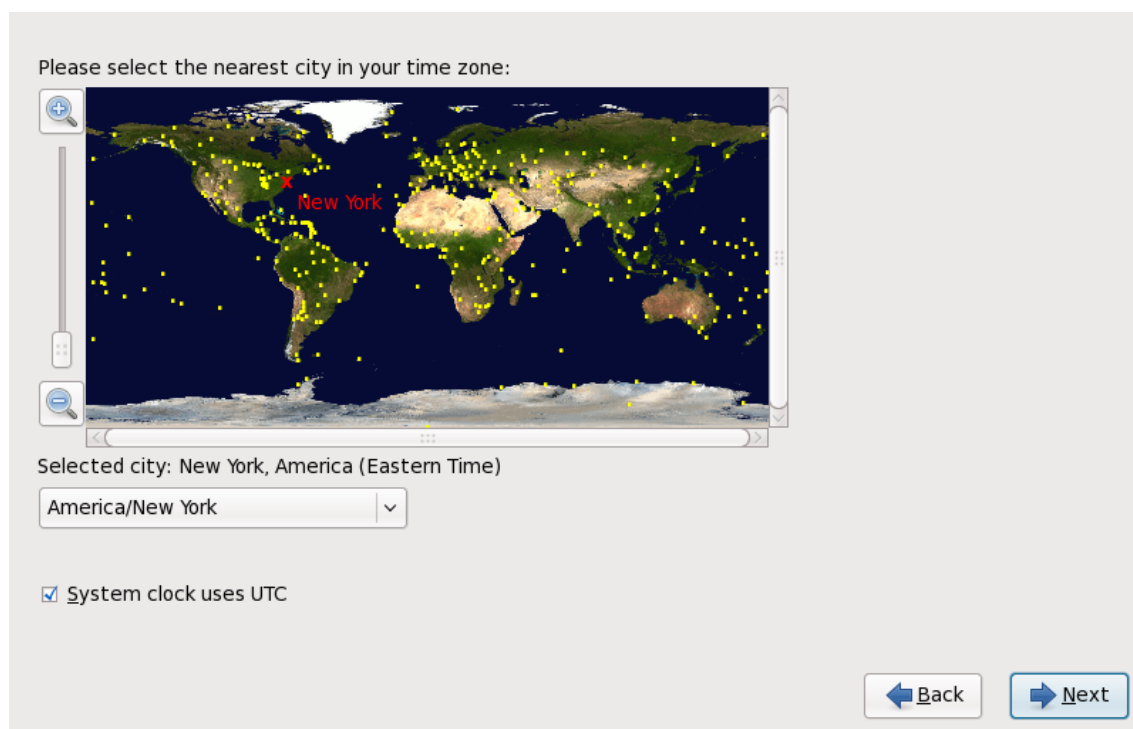 Please select the nearest city in your time zone:
New York
Selected city: New York, America (Eastern Time)
America/New York
System clock uses UTC
Back
Next